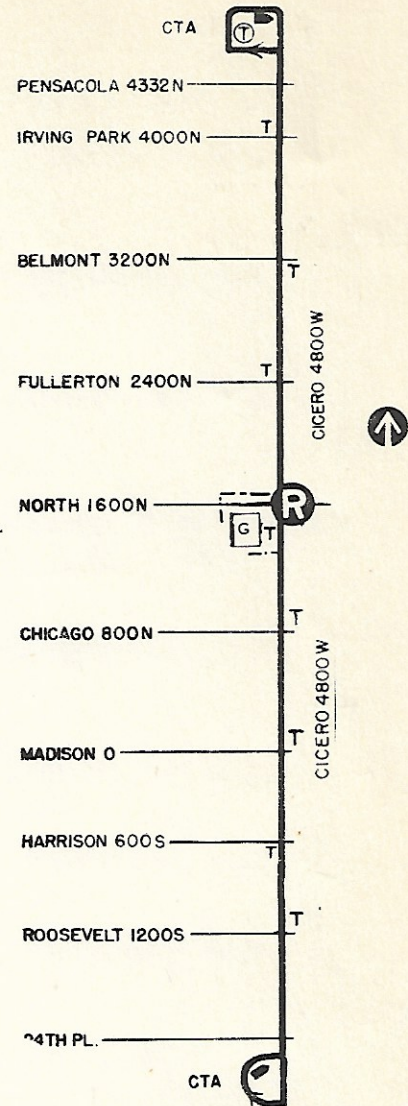 CTA
T
PENSACOLA 4332N
IRVING PARK 4000N T
BELMONT 3200N
T
CICERO 4800W
FULLERTON 2400N T
NORTH 1600N R
G T
CHICAGO 800N T
CICERO 4800W
MADISON 0 T
HARRISON 600S
T
ROOSEVELT 1200S T
4TH PL.
CTA